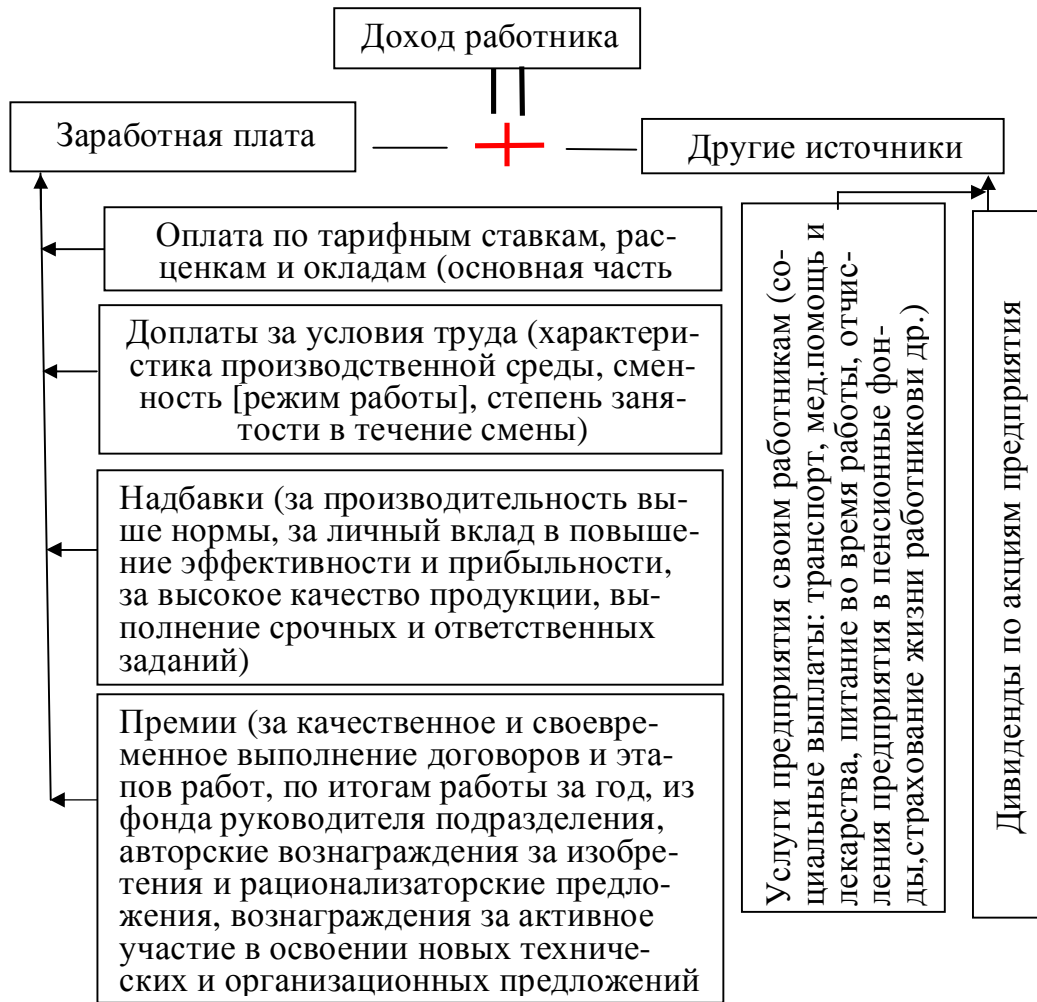 Доход работника
Заработная плата
Другие источники
Оплата по тарифным ставкам, рас-
ценкам и окладам (основная часть
Доплаты за условия труда (характери-
стика производственной среды, смен-
ность [режим работы], степень заня-
тости в течение смены)
Надбавки (за производительность вы-
ше нормы, за личный вклад в повыше-
ние эффективности и прибыльности,
за высокое качество продукции, вы-
полнение срочных и ответственных
заданий)
Премии (за качественное и своевре-
менное выполнение договоров и эта-
пов работ, по итогам работы за год, из
фонда руководителя подразделения,
авторские вознаграждения за изобре-
тения и рационализаторские предло-
жения, вознаграждения за активное
участие в освоении новых техниче-
ских и организационных предложений
Услуги предприятия своим работникам (со-
циальные выплаты: транспорт, мед.помощь и
лекарства, питание во время работы, отчис-
ления предприятия в пенсионные фон-
ды,страхование жизни работникови др.)
Дивиденды по акциям предприятия